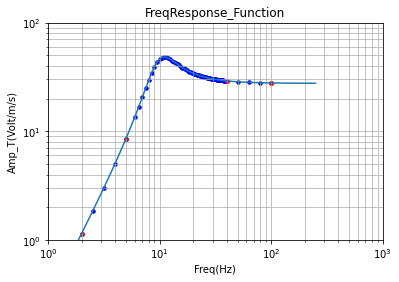 FreqResponse_Function
Amp_T(Volt/m/s)
10²
10¹
10⁰
10⁰ 10¹ 10² 10³
Freq(Hz)